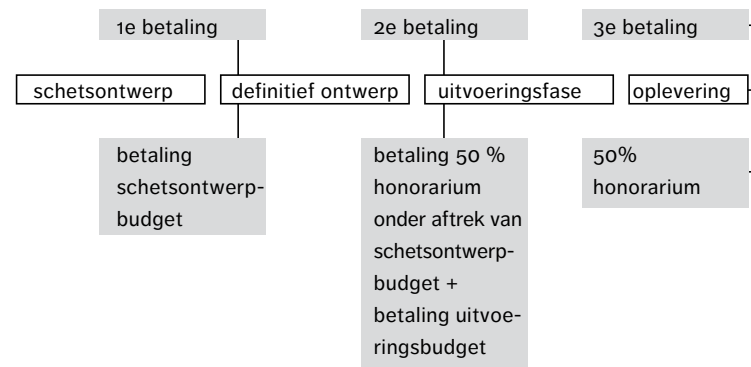 1e betaling
2e betaling
3e betaling
schetsontwerp
definitief ontwerp
uitvoeringsfase
oplevering
betaling
schetsontwerp-
budget
betaling 50 %
honorarium
onder aftrek van
schetsontwerp-
budget +
betaling uitvoe-
ringsbudget
50%
honorarium